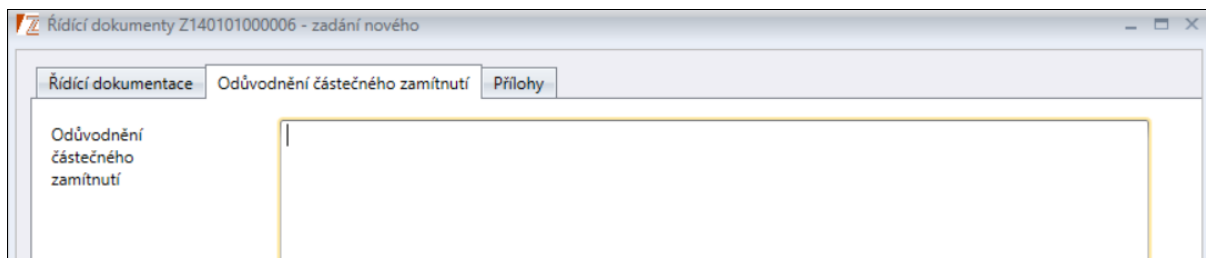 Řídící dokumenty Z140101000006 - zadání nového
Řídící dokumentace Odůvodnění částečného zamítnutí Přílohy
Odůvodnění
částečného
zamítnutí